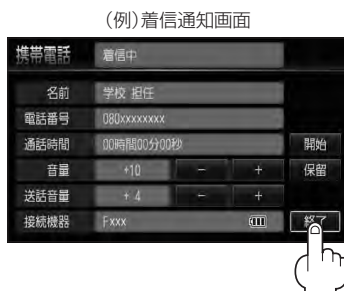 (例)着信通知画面
携帯電話 着信中
名前 学校 担任
電話番号 080xxxxxxxx
通話時間 00時間00分00秒 開始
音量 +10 − + 保留
送話音量 + 4 − +
接続機器 Fxxx 終了